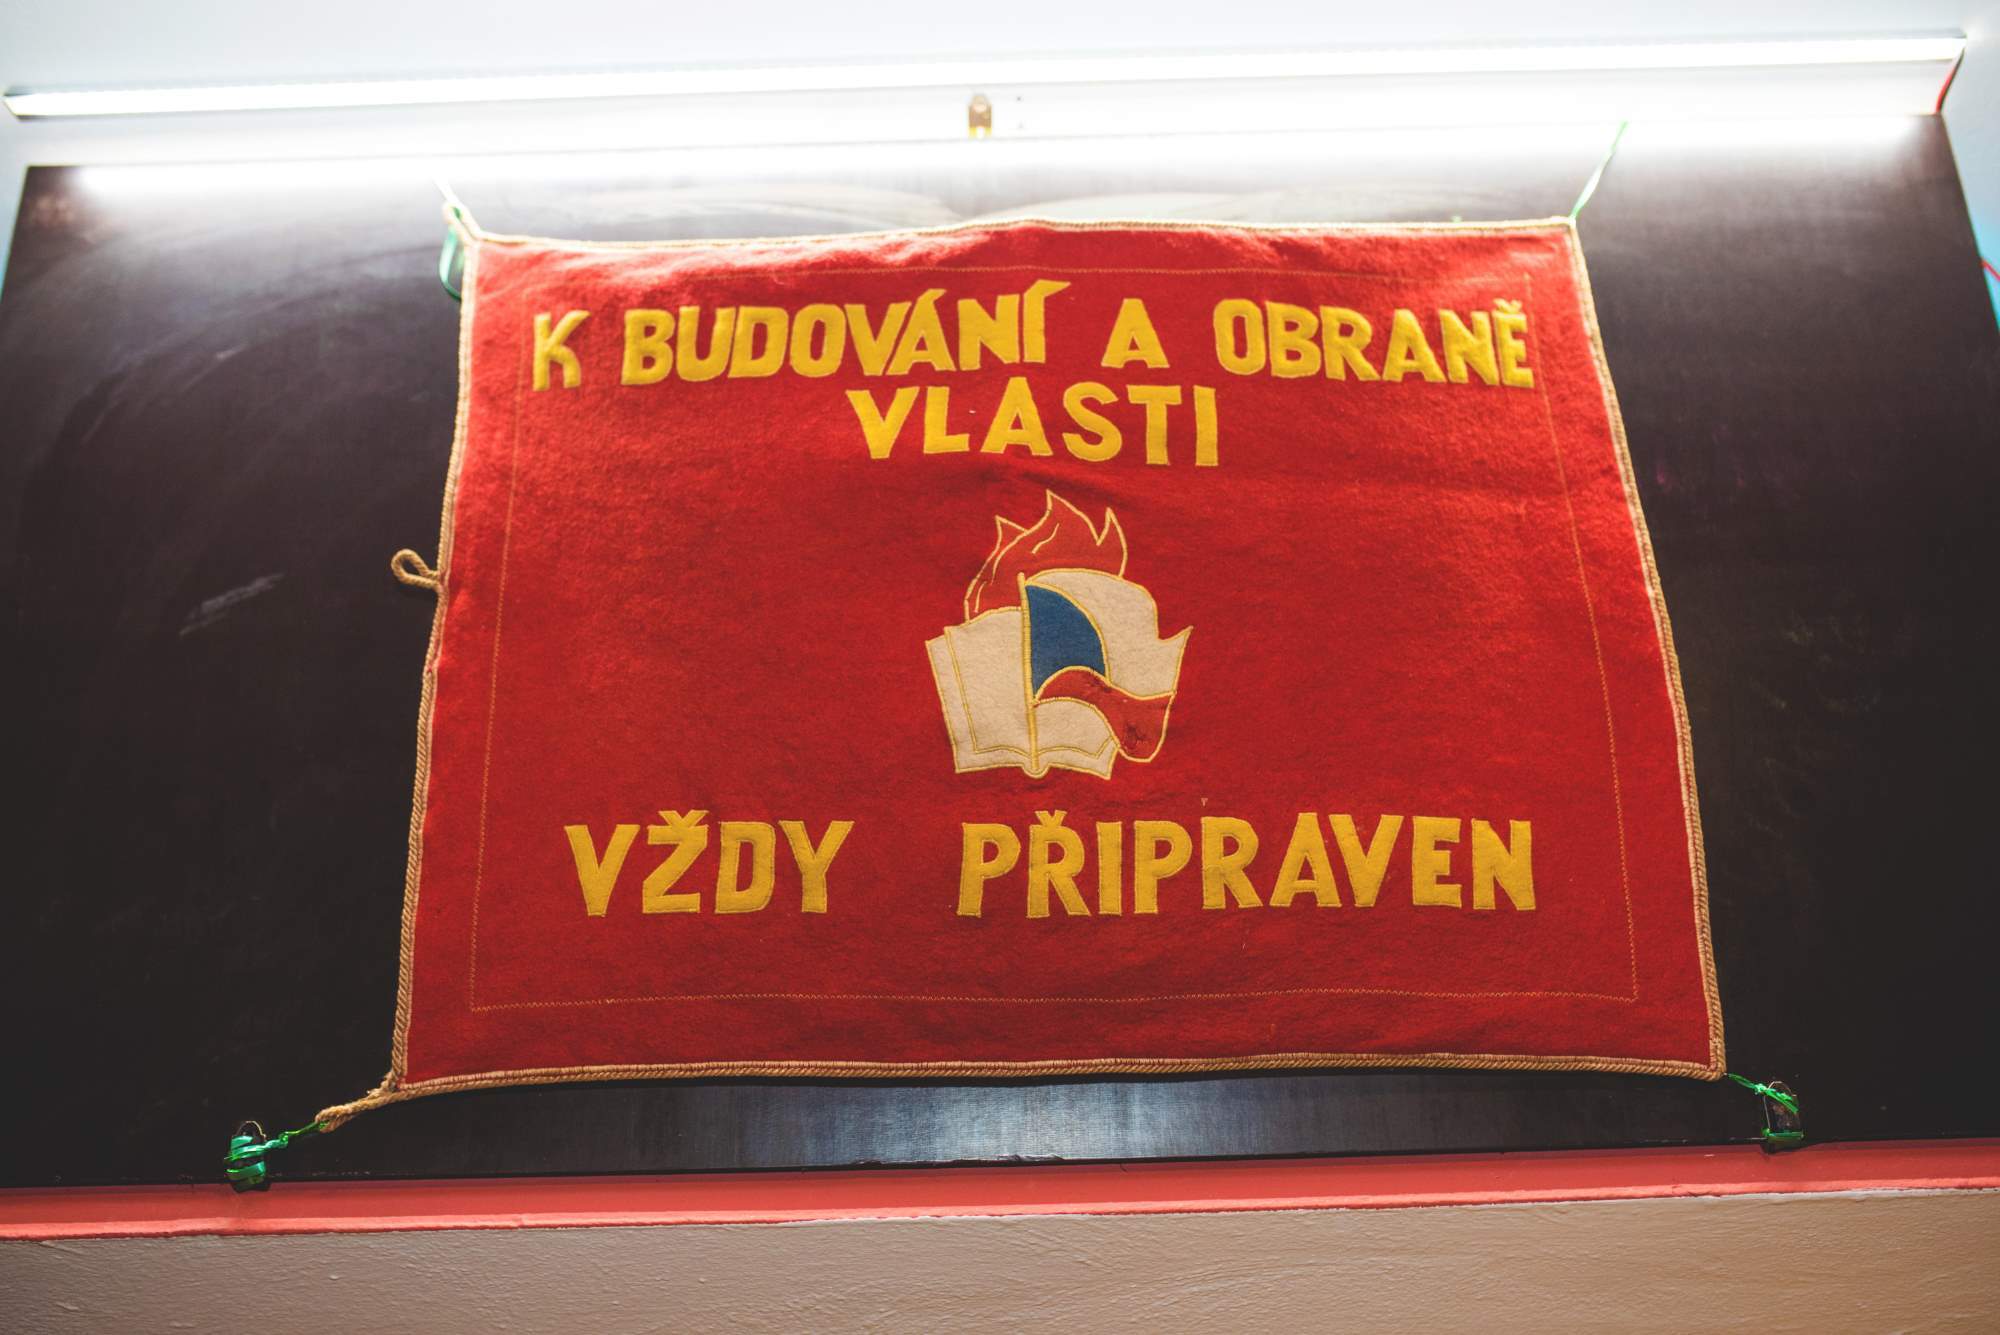 K BUDOVÁNÍ A OBRANĚ
VLASTI
VŽDY PŘIPRAVEN